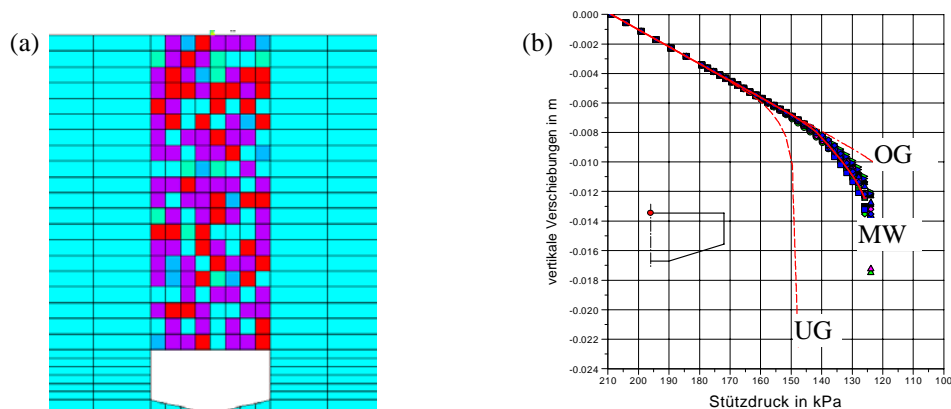 (a)
(b)
0.000
-0.002
-0.004
-0.006
-0.008
-0.010
-0.012
-0.014
-0.016
-0.018
-0.020
-0.022
-0.024
vertikale Verschiebungen in m
OG
MW
UG
210 200 190 180 170 160 150 140 130 120 110 100
Stützdruck in kPa